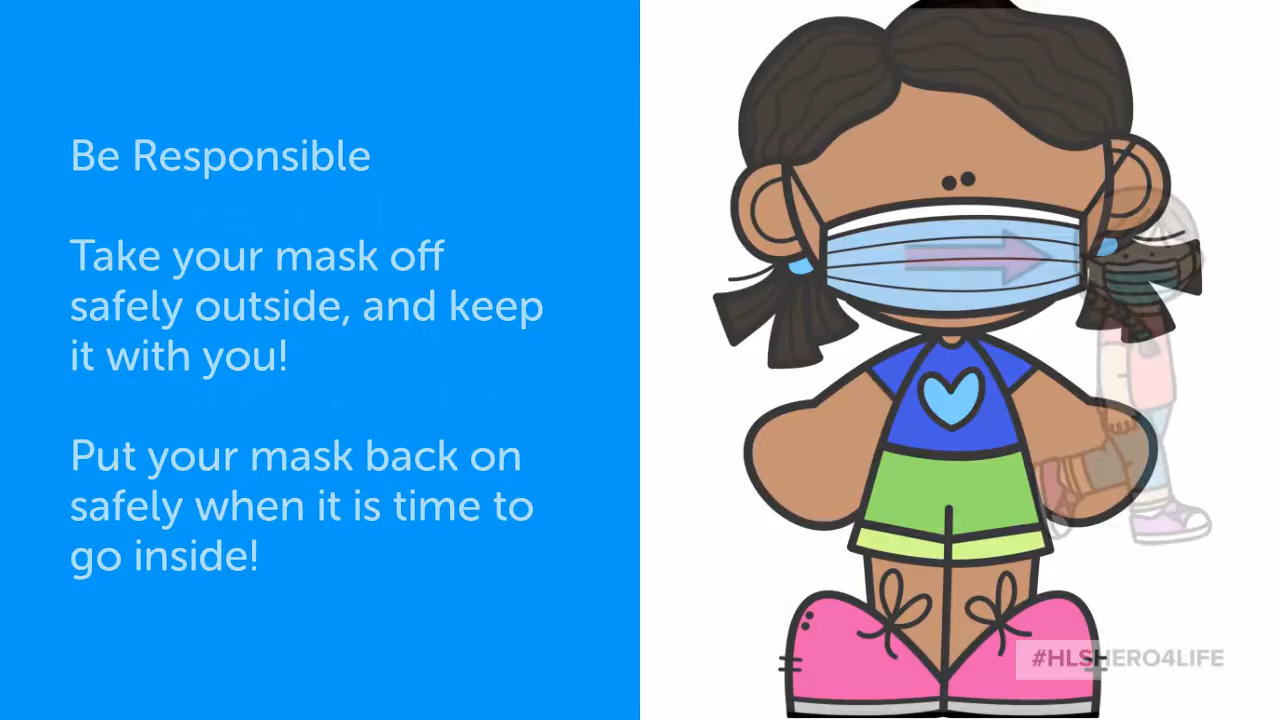 Be Responsible
Take your mask off
safely outside, and keep
it with you!
Put your mask back on
safely when it is time to
go inside!
#HLSHERO4LIFE